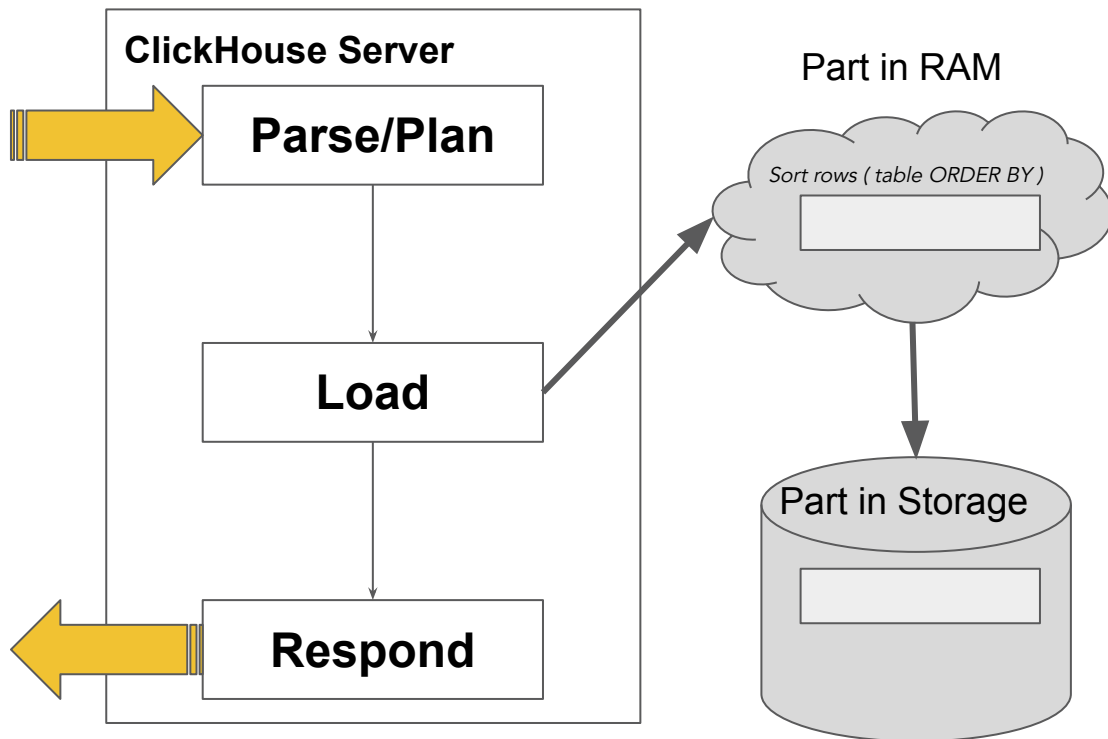 ClickHouse Server
Parse/Plan
Load
Respond
Part in RAM
Sort rows ( table ORDER BY )
Part in Storage